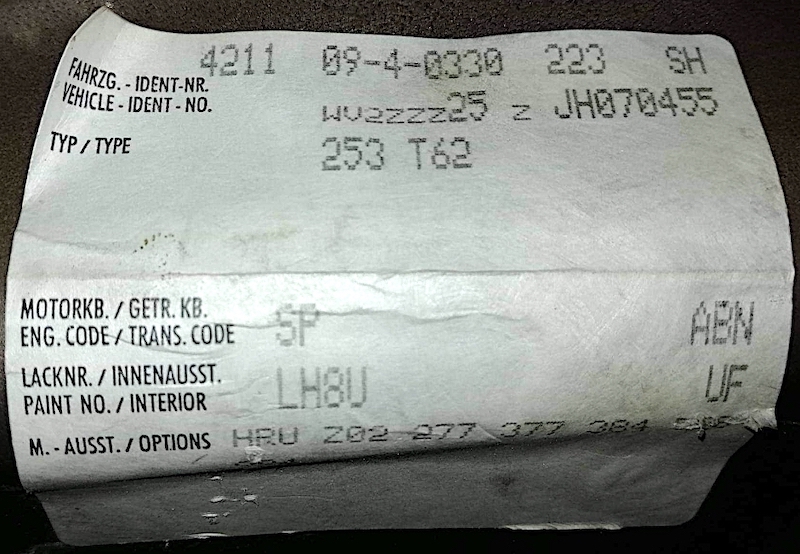 4211 09-4-0330 223 SH
FAHRZG. - IDENT-NR.
VEHICLE - IDENT - NO. WV2ZZZ25 Z JH070455
TYP / TYPE 253 T62
MOTORKB. / GETR. KB.
ENG. CODE / TRANS. CODE SP ABN
LACKNR. / INNENAUSST.
PAINT NO. / INTERIOR LH8U UF
M. - AUSST. / OPTIONS HRV Z02 277 377 384